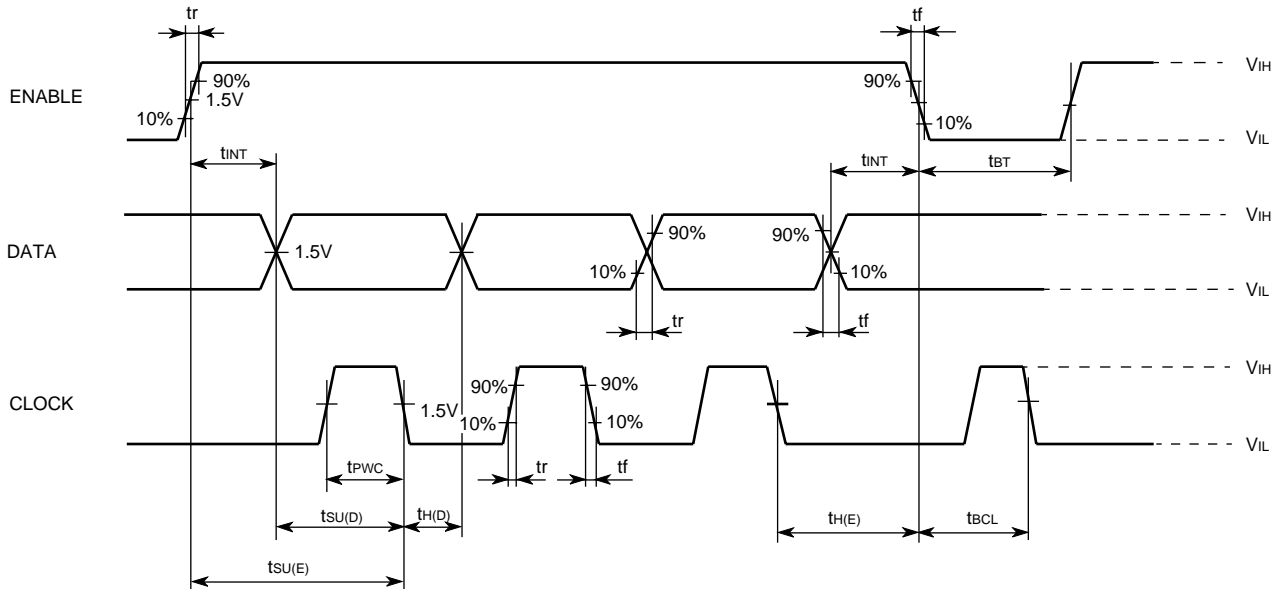 tr
tf
ENABLE
90%
1.5V
10%
90%
10%
VIH
VIL
tINT
tINT
tBT
DATA
1.5V
90%
10%
90%
10%
VIH
VIL
tr
tf
CLOCK
1.5V
90%
10%
90%
10%
VIH
VIL
tPWC
tr
tf
tSU(D)
tH(D)
tH(E)
tBCL
tSU(E)